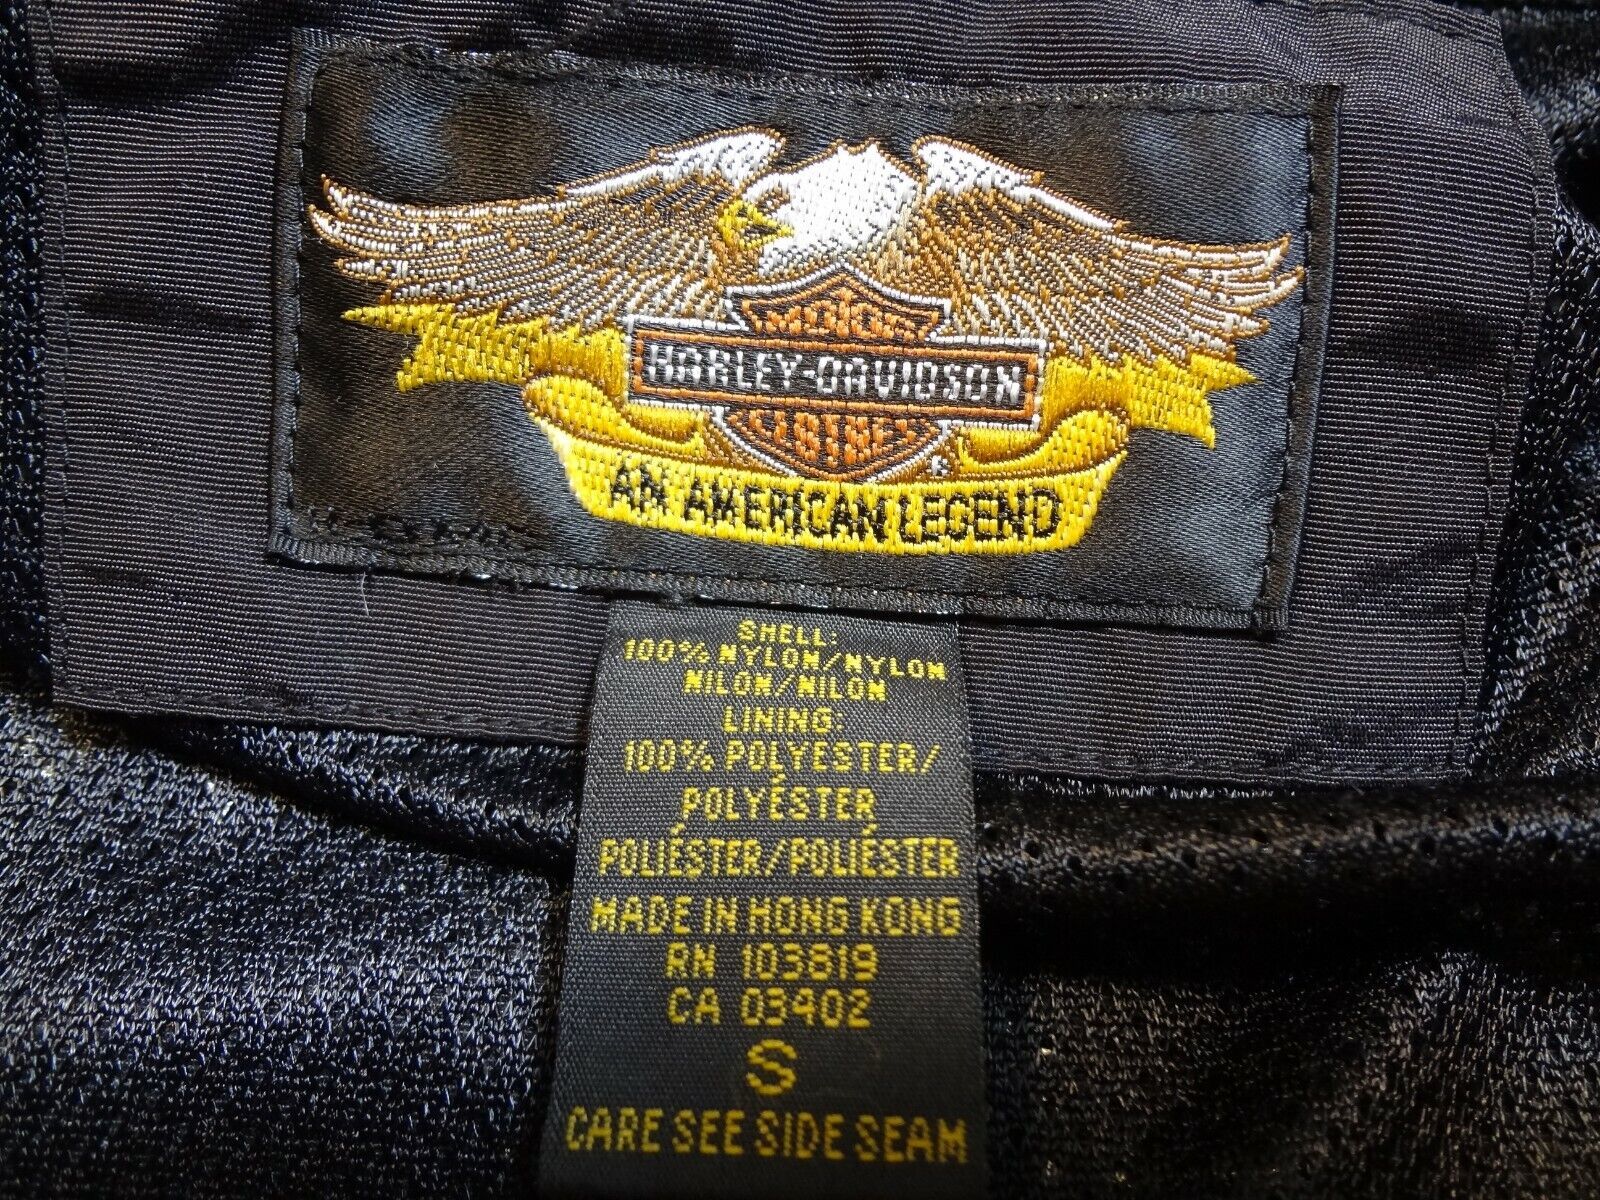 MOTOR
HARLEY-DAVIDSON
CLOTHES
AN AMERICAN LEGEND
SHELL:
100% NYLON/NYLON
NILON/NILON
LINING:
100% POLYESTER/
POLYÉSTER
POLIÉSTER/POLIÉSTER
MADE IN HONG KONG
RN 103819
CA 03402
S
CARE SEE SIDE SEAM